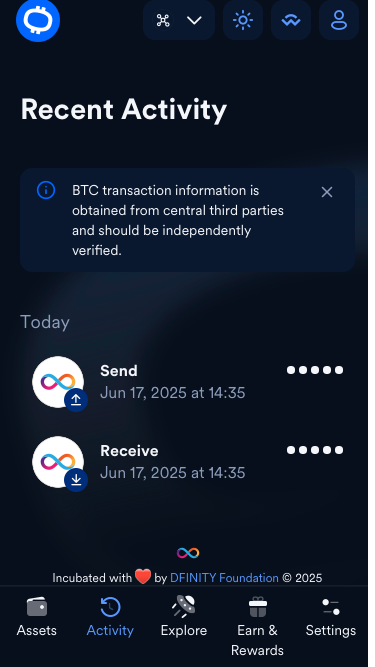 Recent Activity
BTC transaction information is
obtained from central third parties
and should be independently
verified.
Today
Send
Jun 17, 2025 at 14:35
Receive
Jun 17, 2025 at 14:35
Incubated with ❤️ by DFINITY Foundation © 2025
Assets
Activity
Explore
Earn &
Rewards
Settings